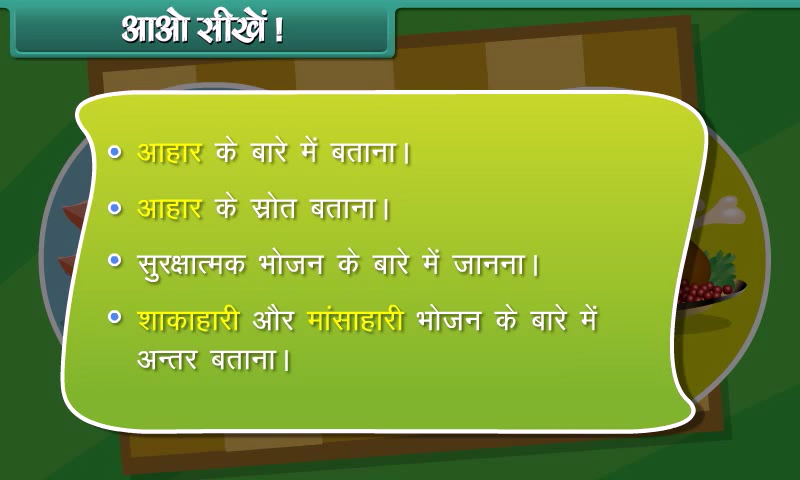 आओ सीखें!
आहार के बारे में बताना।
आहार के स्रोत बताना।
सुरक्षात्मक भोजन के बारे में जानना।
शाकाहारी और मांसाहारी भोजन के बारे में
अन्तर बताना।